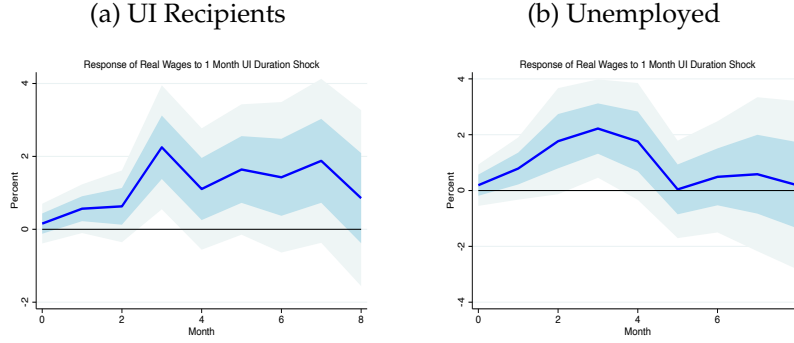 (a) UI Recipients
(b) Unemployed
Response of Real Wages to 1 Month UI Duration Shock
Percent
4
2
0
-2
0 2 4 6 8
Month
Response of Real Wages to 1 Month UI Duration Shock
Percent
4
2
0
-2
-4
0 2 4 6
Month